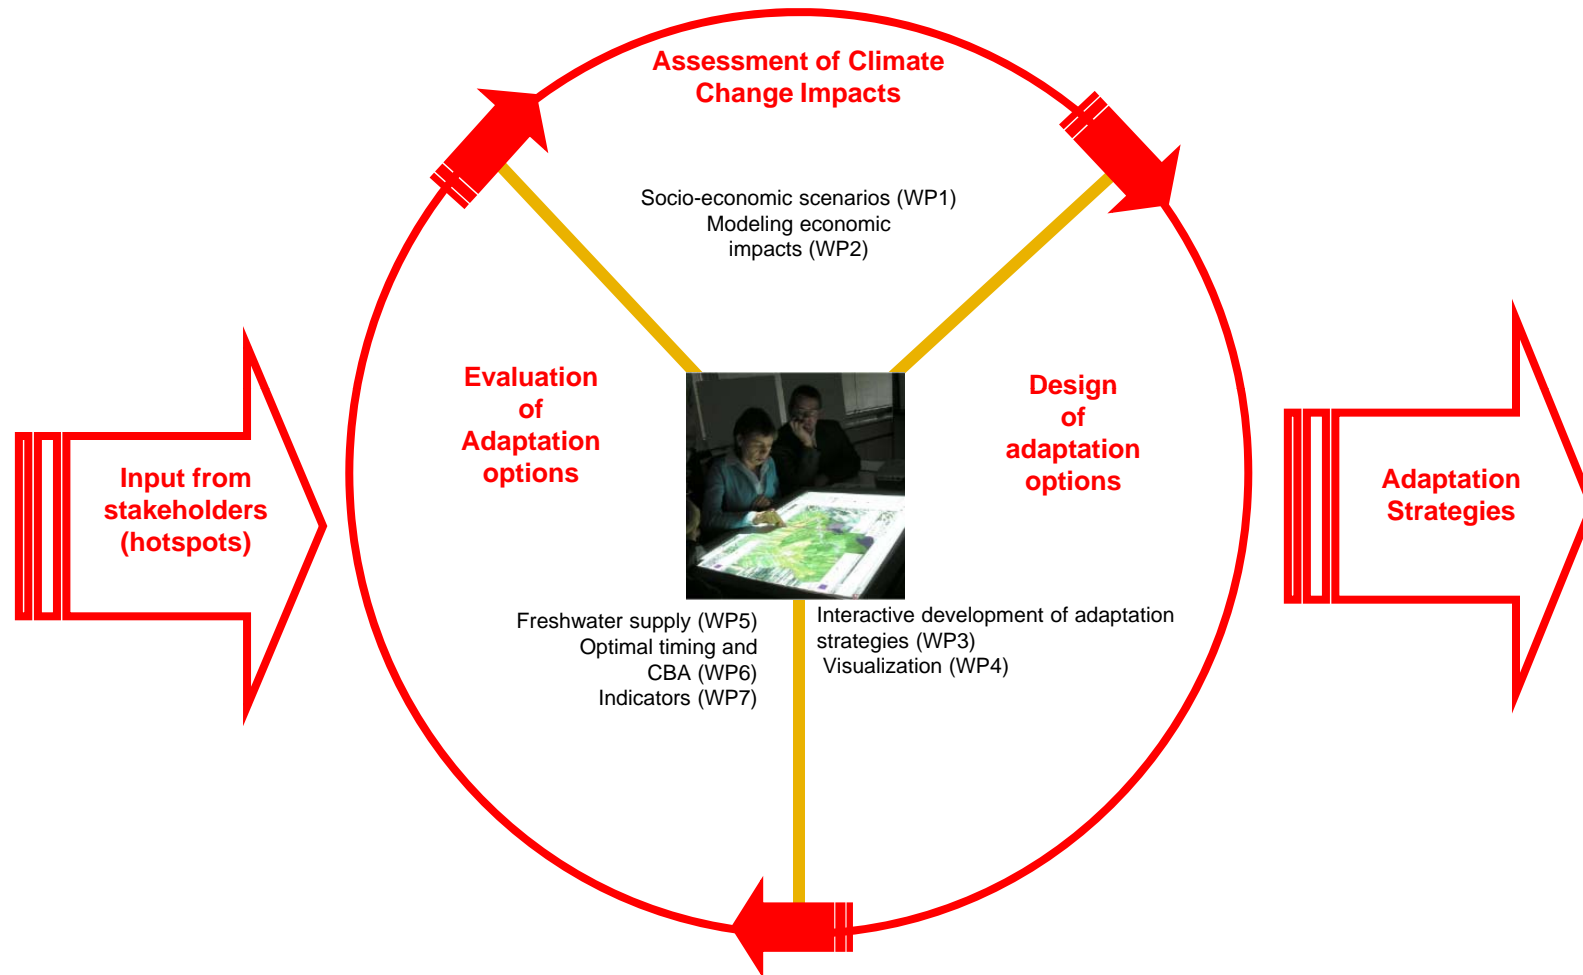 Assessment of Climate
Change Impacts
Socio-economic scenarios (WP1)
Modeling economic
impacts (WP2)
Evaluation
of
Adaptation
options
Design
of
adaptation
options
Input from
stakeholders
(hotspots)
Adaptation
Strategies
Freshwater supply (WP5)
Optimal timing and
CBA (WP6)
Indicators (WP7)
Interactive development of adaptation
strategies (WP3)
Visualization (WP4)